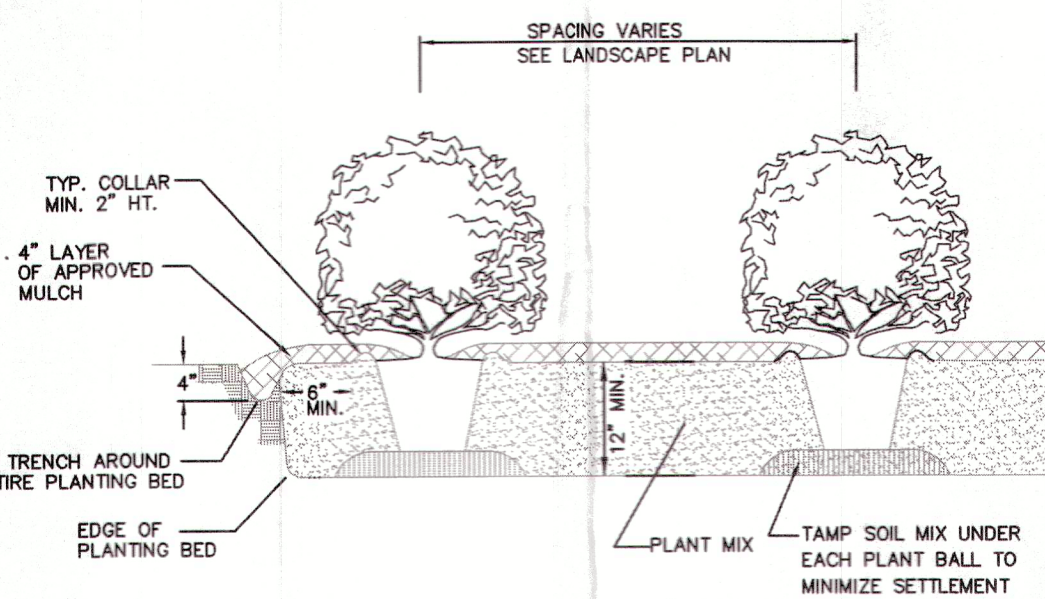 SPACING VARIES
SEE LANDSCAPE PLAN
TYP. COLLAR
MIN. 2" HT.
. 4" LAYER
OF APPROVED
MULCH
4"
6"
MIN.
12" MIN.
TRENCH AROUND
TIRE PLANTING BED
EDGE OF
PLANTING BED
PLANT MIX
TAMP SOIL MIX UNDER
EACH PLANT BALL TO
MINIMIZE SETTLEMENT